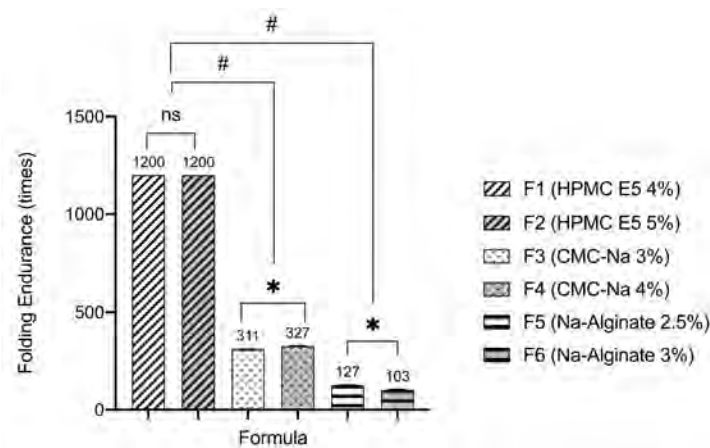 #
#
ns
1500
1000
500
0
Folding Endurance (times)
1200
1200
311
327
127
103
*
*
Formula
F1 (HPMC E5 4%)
F2 (HPMC E5 5%)
F3 (CMC-Na 3%)
F4 (CMC-Na 4%)
F5 (Na-Alginate 2.5%)
F6 (Na-Alginate 3%)